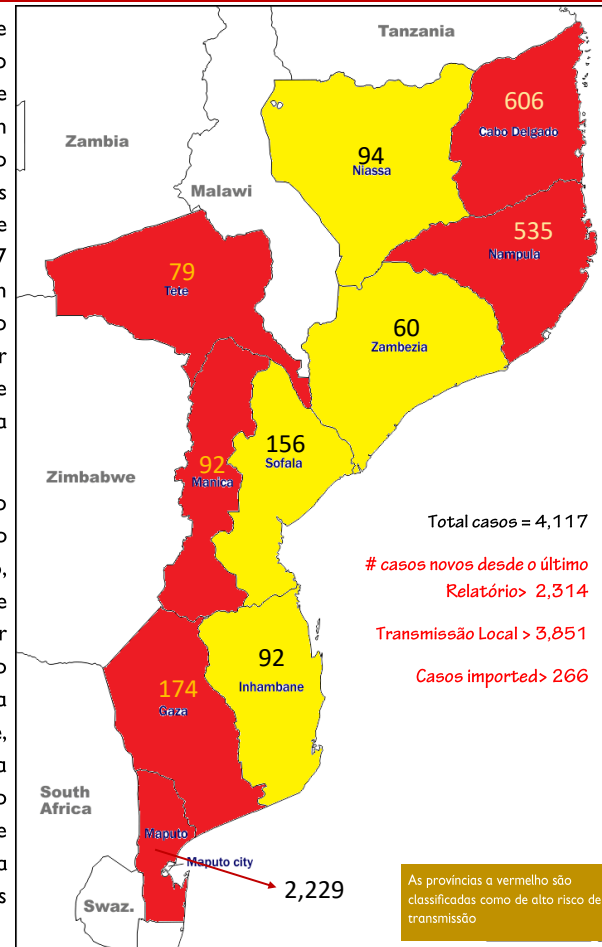 e
o
e
n
o
s
e
7
n
o
r
e
a
o
o
o,
e
r
o
a
e,
a
o
e
a
s
Tanzania
606
Cabo Delgado
Zambia
94
Niassa
Malawi
535
Nampula
79
Tete
60
Zambezia
156
Sofala
92
Manica
Zimbabwe
Total casos = 4,117
# casos novos desde o último
Relatório> 2,314
Transmissão Local > 3,851
Casos imported> 266
92
Inhambane
174
Gaza
South
Africa
Maputo
Maputo city
2,229
Swaz.
As províncias a vermelho são
classificadas como de alto risco de
transmissão